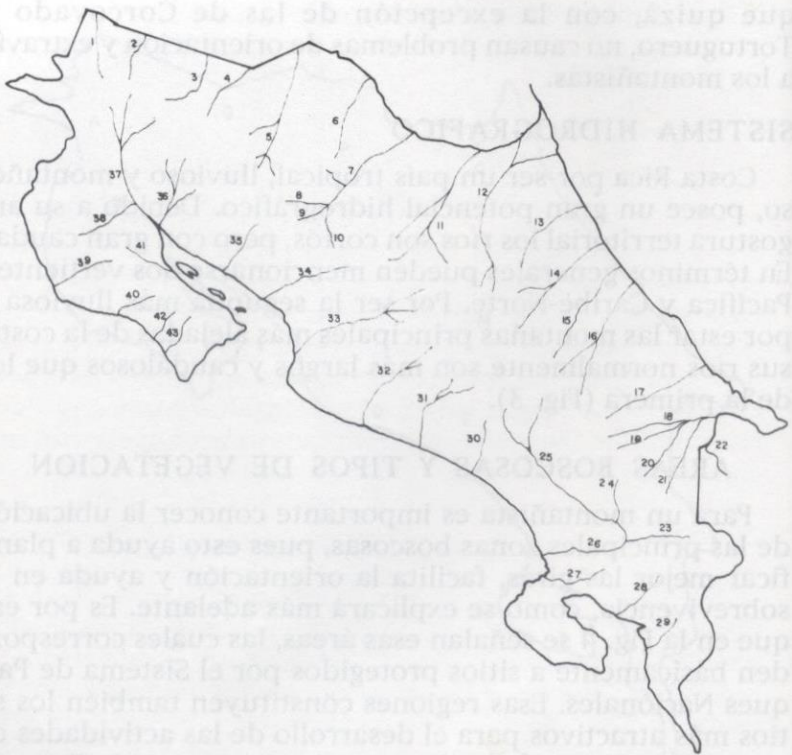 que quizá, con la excepción de las de Corcovado
Tortuguero, no causan problemas de orientación y extraví
a los montañistas.
SISTEMA HIDROGRAFICO
Costa Rica por ser un país tropical, lluvioso y montaño
so, posee un gran potencial hidrográfico. Debido a su an
gostura territorial los ríos son cortos, pero con gran cauda
En términos generales pueden mencionarse dos vertientes
Pacífica y Caribe-Norte. Por ser la segunda más lluviosa
por estar las montañas principales más alejadas de la cost
sus ríos normalmente son más largos y caudalosos que l
de la primera (Fig. 3).
AREAS BOSCOSAS Y TIPOS DE VEGETACION
Para un montañista es importante conocer la ubicació
de las principales zonas boscosas, pues esto ayuda a plan
ficar mejor las giras, facilita la orientación y ayuda en
sobrevivencia, como se explicará más adelante. Es por e
que en la Fig. se señalan esas áreas, las cuales correspo
den básicamente a sitios protegidos por el Sistema de Pa
ques Nacionales. Esas regiones constituyen también los s
tios más atractivos para el desarrollo de las actividades
2
3
4
5
6
7
8
9
10
11
12
13
14
15
16
17
18
19
20
21
22
23
24
25
26
27
28
29
30
31
32
33
34
35
37
38
39
40
41
42
43